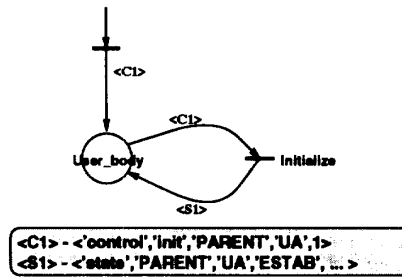 <C1>
<C1>
User_body
Initialize
<S1>
<C1> - <'control','init','PARENT','UA',1>
<S1> - <'state','PARENT','UA','ESTAB', ... >